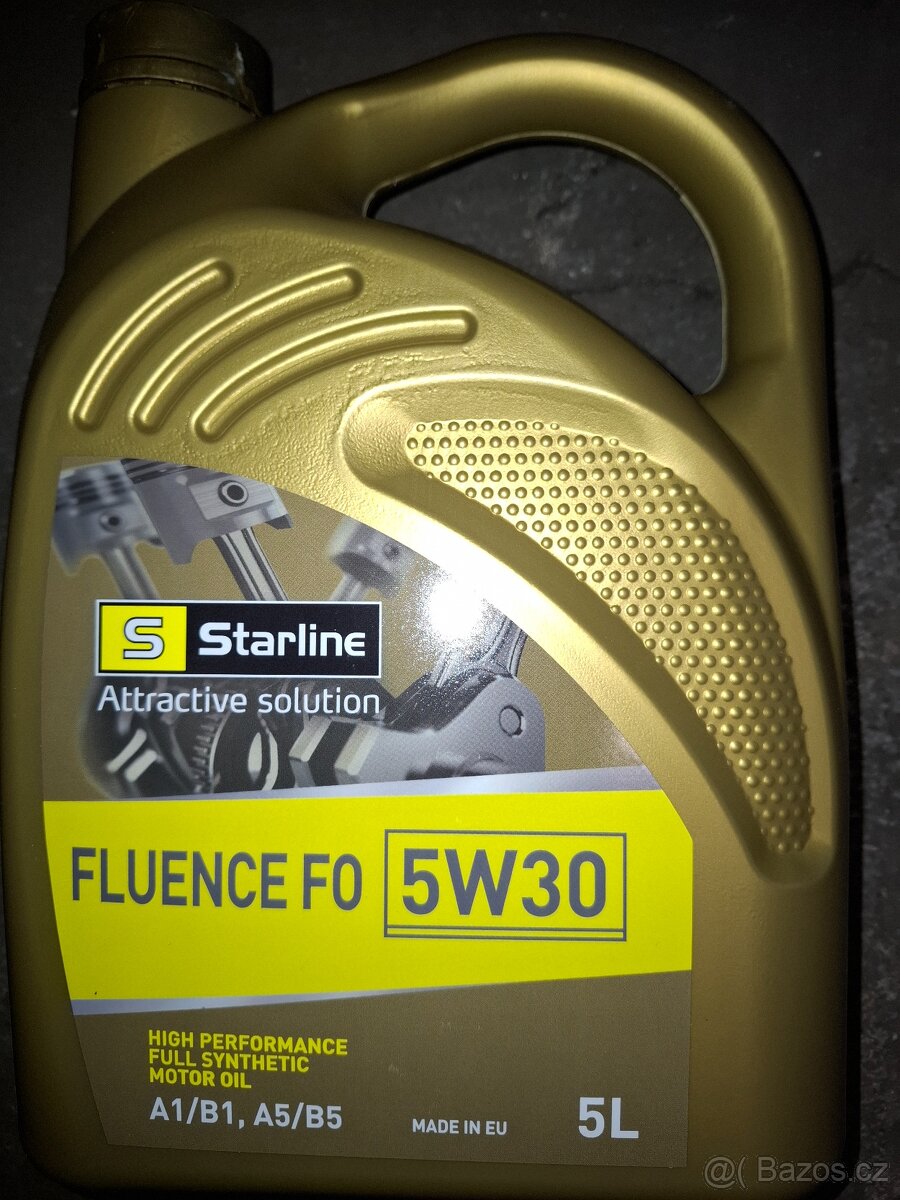 S Starline
Attractive solution
FLUENCE FO 5W30
HIGH PERFORMANCE
FULL SYNTHETIC
MOTOR OIL
A1/B1, A5/B5
MADE IN EU
5L
@( Bazos.cz